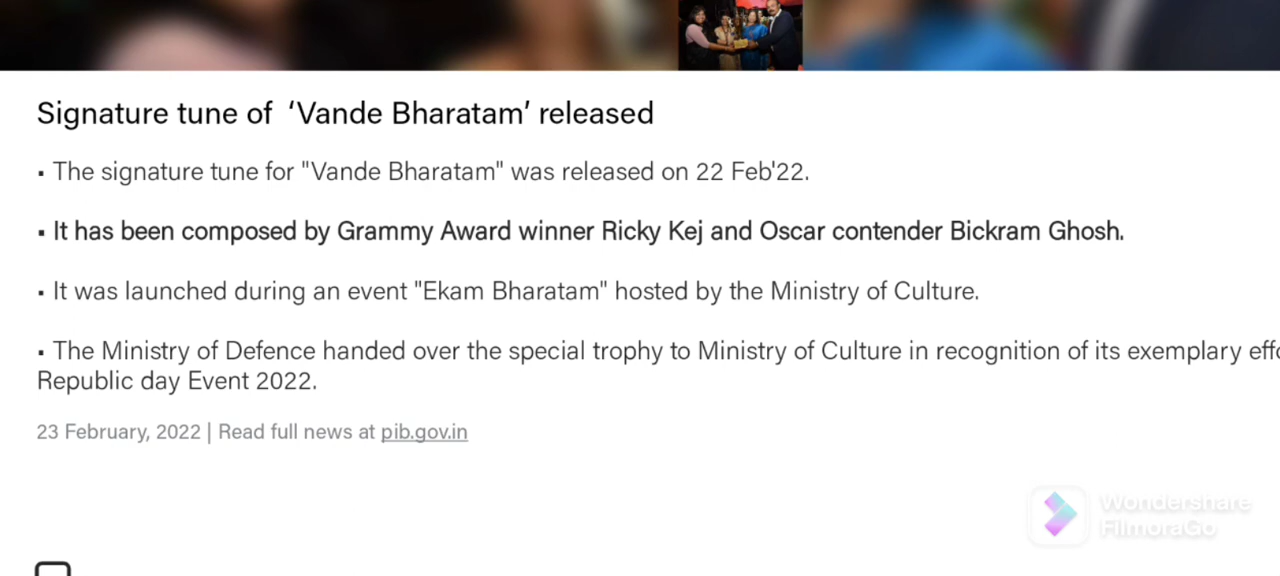 Signature tune of ‘Vande Bharatam’ released
▪ The signature tune for "Vande Bharatam" was released on 22 Feb'22.
▪ It has been composed by Grammy Award winner Ricky Kej and Oscar contender Bickram Ghosh.
▪ It was launched during an event "Ekam Bharatam" hosted by the Ministry of Culture.
▪ The Ministry of Defence handed over the special trophy to Ministry of Culture in recognition of its exemplary
Republic day Event 2022.
23 February, 2022 | Read full news at pib.gov.in
Wondershare
FilmoraGo